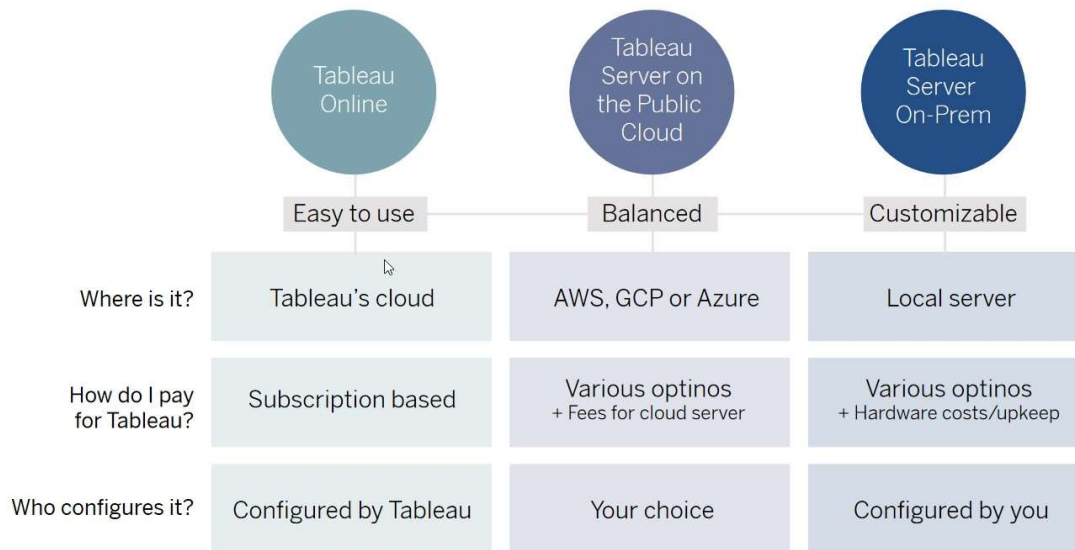 Tableau
Online
Tableau
Server on
the Public
Cloud
Tableau
Server
On-Prem
Easy to use
Balanced
Customizable
Where is it?
Tableau's cloud
AWS, GCP or Azure
Local server
How do I pay
for Tableau?
Subscription based
Various optinos
+ Fees for cloud server
Various optinos
+ Hardware costs/upkeep
Who configures it?
Configured by Tableau
Your choice
Configured by you